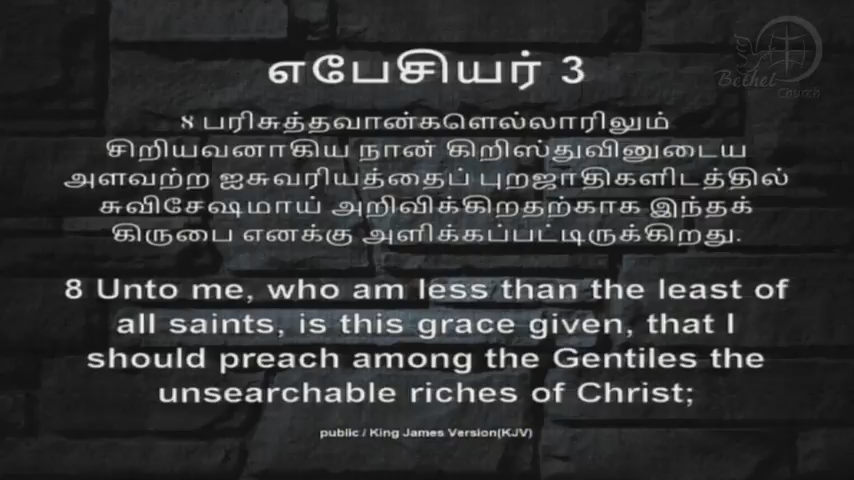 எபேசியர் 3
Bethel
Church
8 பரிசுத்தவான்களெல்லாரிலும்
சிறியவனாகிய நான் கிறிஸ்துவினுடைய
அளவற்ற ஐசுவரியத்தைப் புறஜாதிகளிடத்தில்
சுவிசேஷமாய் அறிவிக்கிறதற்காக இந்தக்
கிருபை எனக்கு அளிக்கப்பட்டிருக்கிறது.
8 Unto me, who am less than the least of
all saints, is this grace given, that I
should preach among the Gentiles the
unsearchable riches of Christ;
public / King James Version(KJV)